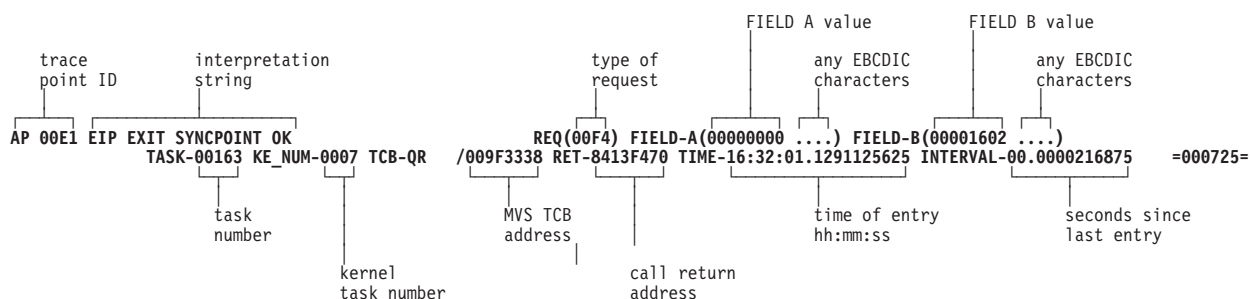 FIELD A value FIELD B value
trace interpretation type of any EBCDIC any EBCDIC
point ID string request characters characters
AP 00E1 EIP EXIT SYNCPOINT OK REQ(00F4) FIELD-A(00000000 ....) FIELD-B(00001602 ....)
TASK-00163 KE_NUM-0007 TCB-QR /009F3338 RET-8413F470 TIME-16:32:01.1291125625 INTERVAL-00.0000216875 =000725=
task MVS TCB time of entry seconds since
number address hh:mm:ss last entry
kernel call return
task number address